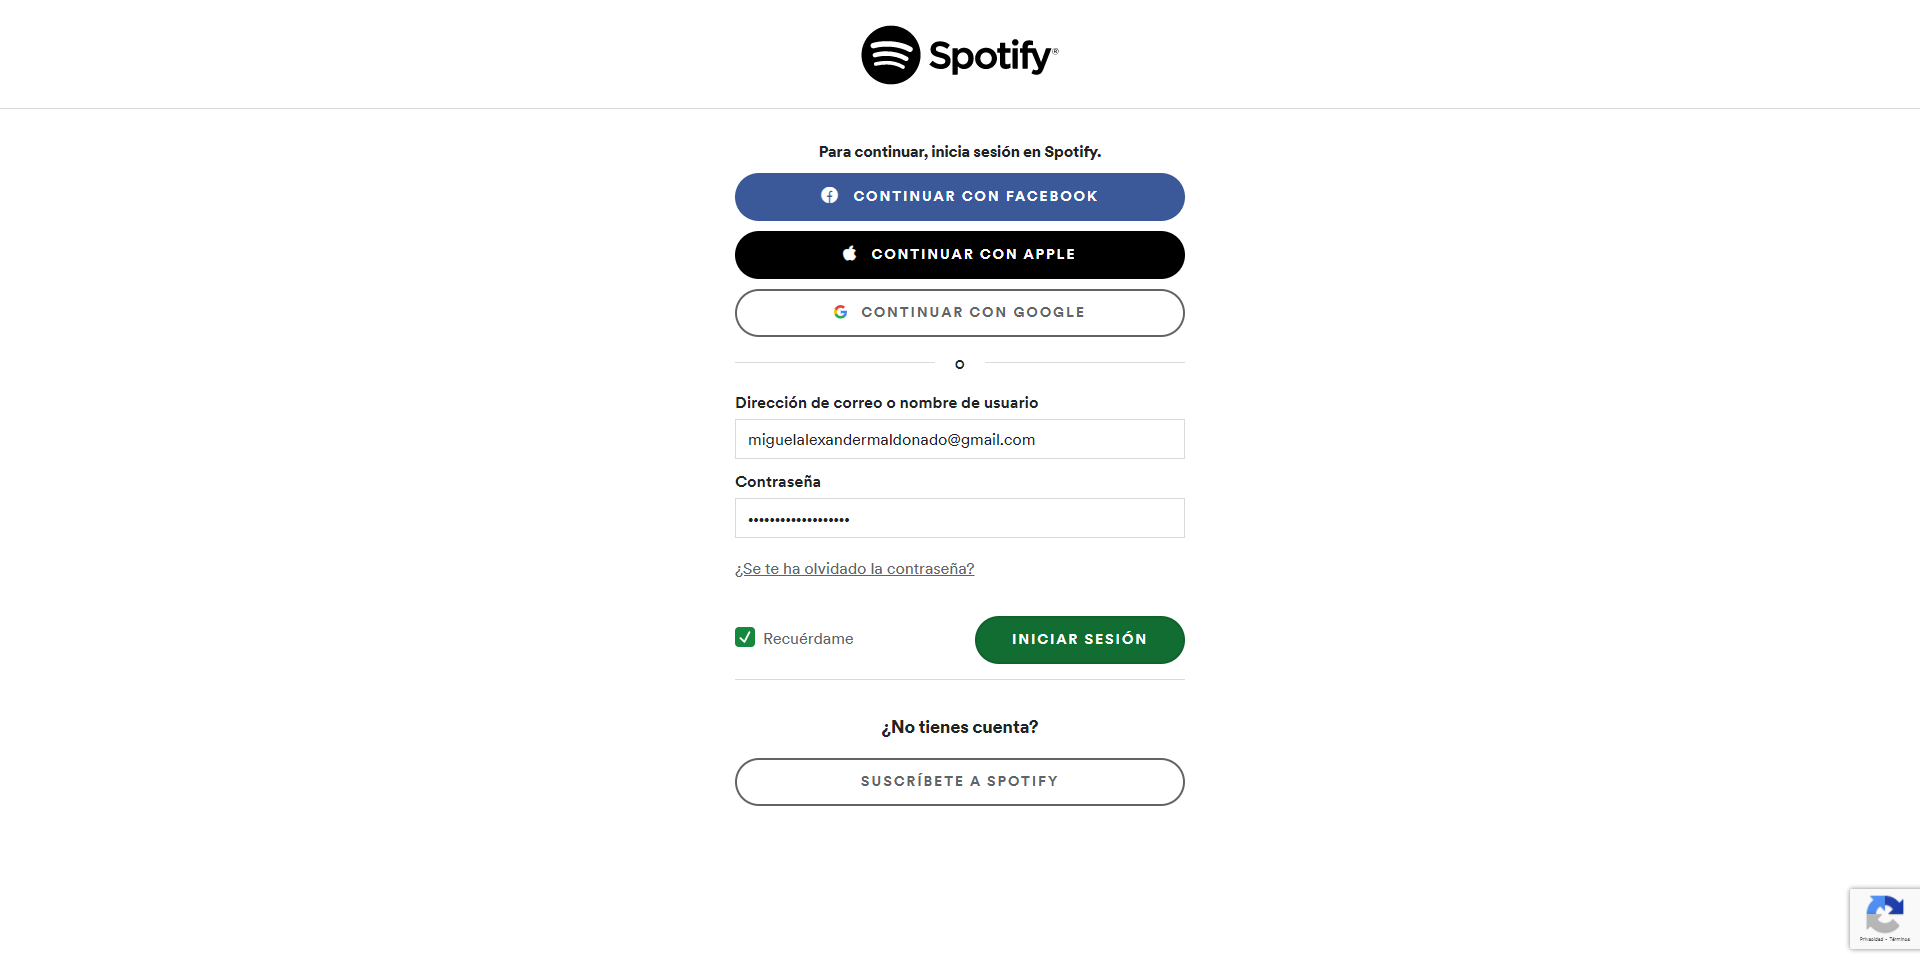 Spotify®
Para continuar, inicia sesión en Spotify.
CONTINUAR CON FACEBOOK
CONTINUAR CON APPLE
CONTINUAR CON GOOGLE
o
Dirección de correo o nombre de usuario
miguelalexandermaldonado@gmail.com
Contraseña
•••••••••••••••••••
¿Se te ha olvidado la contraseña?
Recuérdame
INICIAR SESIÓN
¿No tienes cuenta?
SUSCRÍBETE A SPOTIFY
Privacidad - Términos